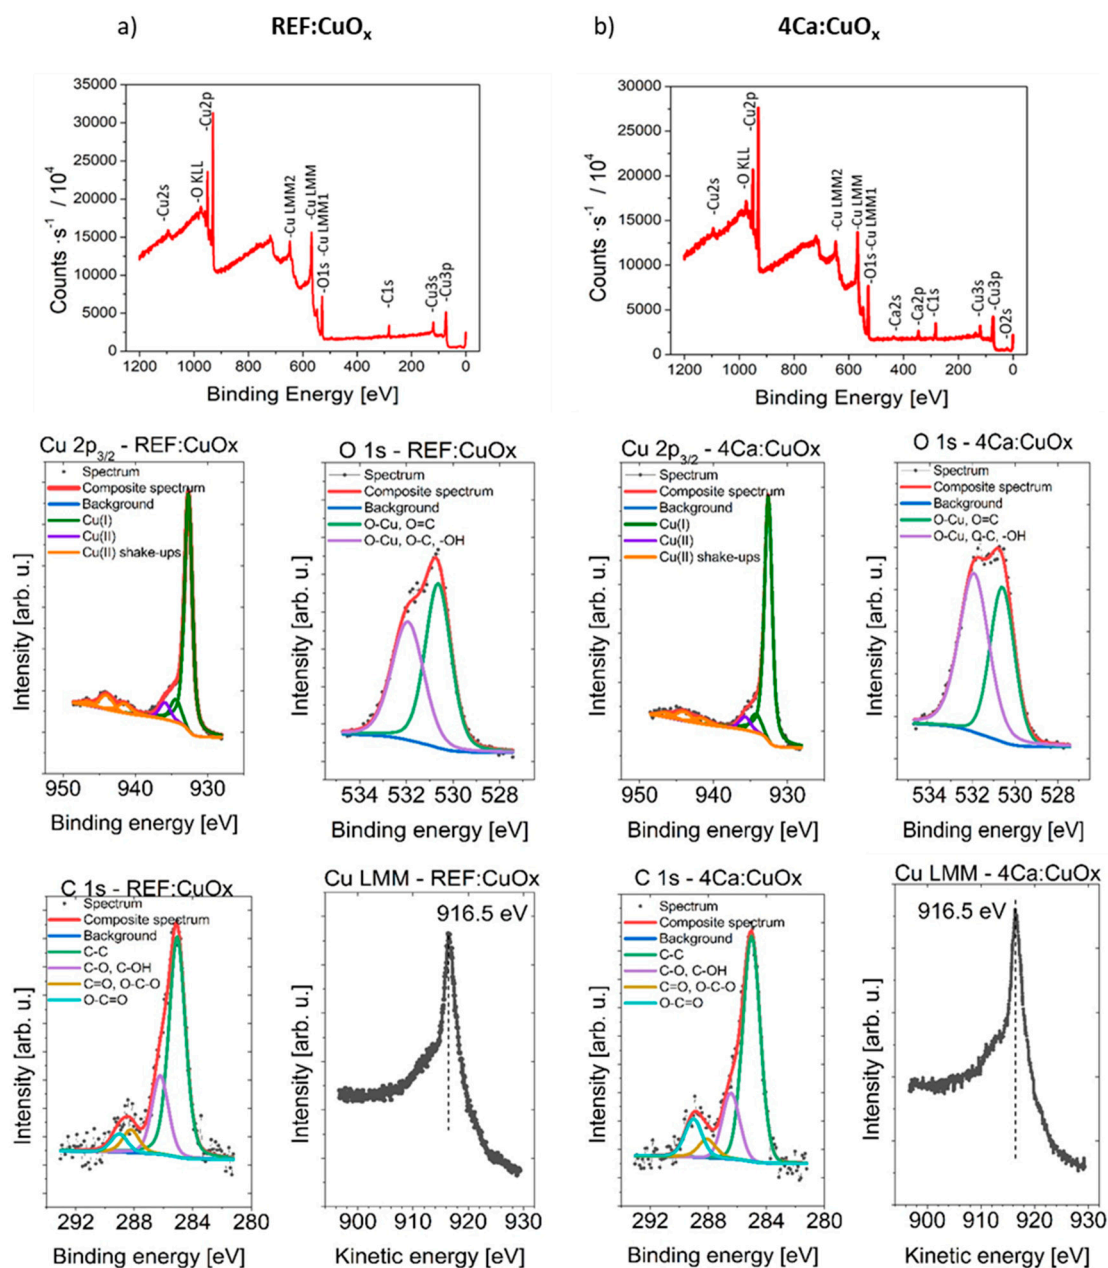 a) REF:CuOx
b) 4Ca:CuOx
35000
30000
25000
20000
15000
10000
5000
0
Counts ·s-1 / 104
-Cu2s
-O KLL
-Cu2p
-Cu LMM2
-O1s -Cu LMM1
-Cu LMM
-C1s
-Cu3s
-Cu3p
1200 1000 800 600 400 200 0
Binding Energy [eV]
30000
25000
20000
15000
10000
5000
0
Counts ·s-1 / 104
-Cu2s
-O KLL
-Cu2p
-Cu LMM2
-Cu LMM
-O1s -Cu LMM1
-Ca2s
-Ca2p
-C1s
-Cu3s
-Cu3p
-O2s
1200 1000 800 600 400 200 0
Binding Energy [eV]
Cu 2p3/2 - REF:CuOx
Spectrum
Composite spectrum
Background
Cu(I)
Cu(II)
Cu(II) shake-ups
Intensity [arb. u.]
950 940 930
Binding energy [eV]
O 1s - REF:CuOx
Spectrum
Composite spectrum
Background
O-Cu, O=C
O-Cu, O-C, -OH
Intensity [arb. u.]
534 532 530 528
Binding energy [eV]
Cu 2p3/2 - 4Ca:CuOx
Spectrum
Composite spectrum
Background
Cu(I)
Cu(II)
Cu(II) shake-ups
Intensity [arb. u.]
950 940 930
Binding energy [eV]
O 1s - 4Ca:CuOx
Spectrum
Composite spectrum
Background
O-Cu, O=C
O-Cu, O-C, -OH
Intensity [arb. u.]
534 532 530 528
Binding energy [eV]
C 1s - REF:CuOx
Spectrum
Composite spectrum
Background
C-C
C-O, C-OH
C=O, O-C-O
O-C=O
Intensity [arb. u.]
292 288 284 280
Binding energy [eV]
Cu LMM - REF:CuOx
916.5 eV
Intensity [arb. u.]
900 910 920 930
Kinetic energy [eV]
C 1s - 4Ca:CuOx
Spectrum
Composite spectrum
Background
C-C
C-O, C-OH
C=O, O-C-O
O-C=O
Intensity [arb. u.]
292 288 284 280
Binding energy [eV]
Cu LMM - 4Ca:CuOx
916.5 eV
Intensity [arb. u.]
900 910 920 930
Kinetic energy [eV]